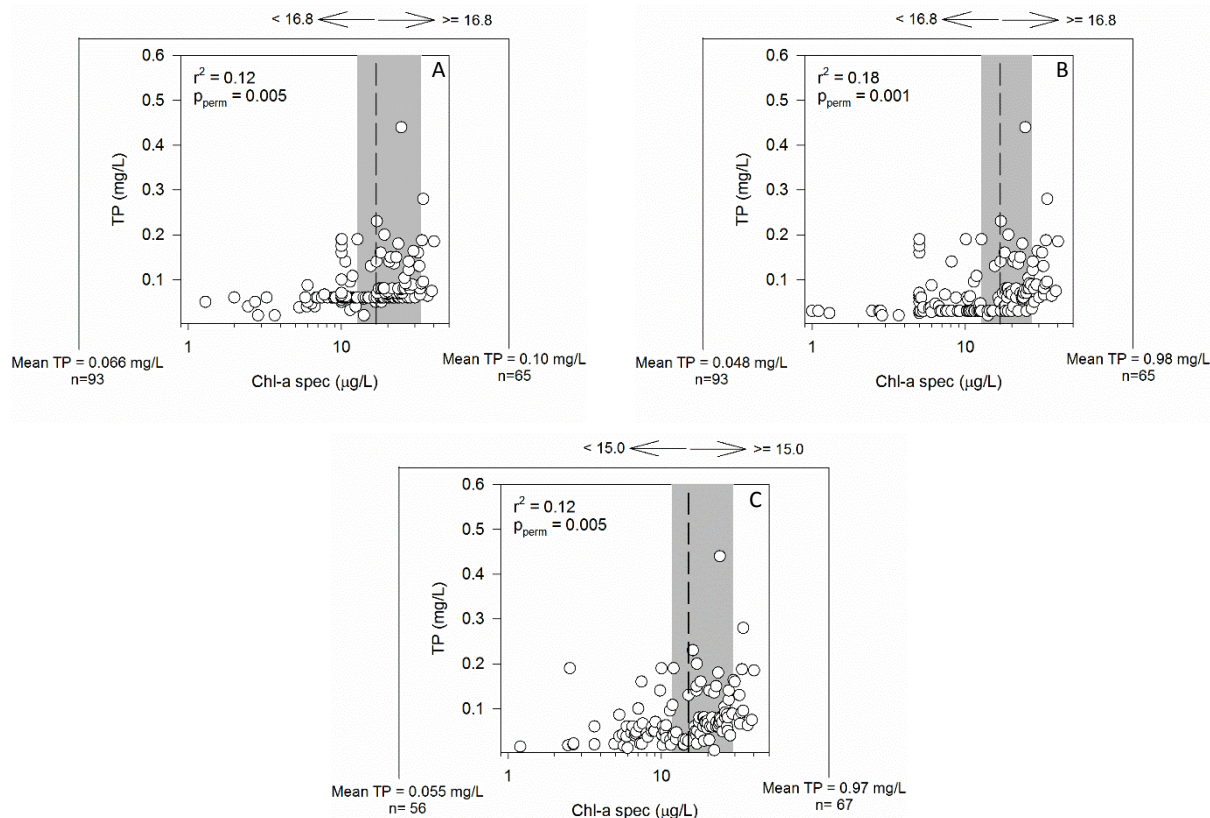 < 16.8 >= 16.8
A
r² = 0.12
p_perm = 0.005
0.6
0.5
0.4
0.3
0.2
0.1
TP (mg/L)
1 10
Chl-a spec (µg/L)
Mean TP = 0.066 mg/L
n=93
Mean TP = 0.10 mg/L
n=65
< 16.8 >= 16.8
B
r² = 0.18
p_perm = 0.001
0.6
0.5
0.4
0.3
0.2
0.1
TP (mg/L)
1 10
Chl-a spec (µg/L)
Mean TP = 0.048 mg/L
n=93
Mean TP = 0.98 mg/L
n=65
< 15.0 >= 15.0
C
r² = 0.12
p_perm = 0.005
0.6
0.5
0.4
0.3
0.2
0.1
TP (mg/L)
1 10
Chl-a spec (µg/L)
Mean TP = 0.055 mg/L
n= 56
Mean TP = 0.97 mg/L
n= 67